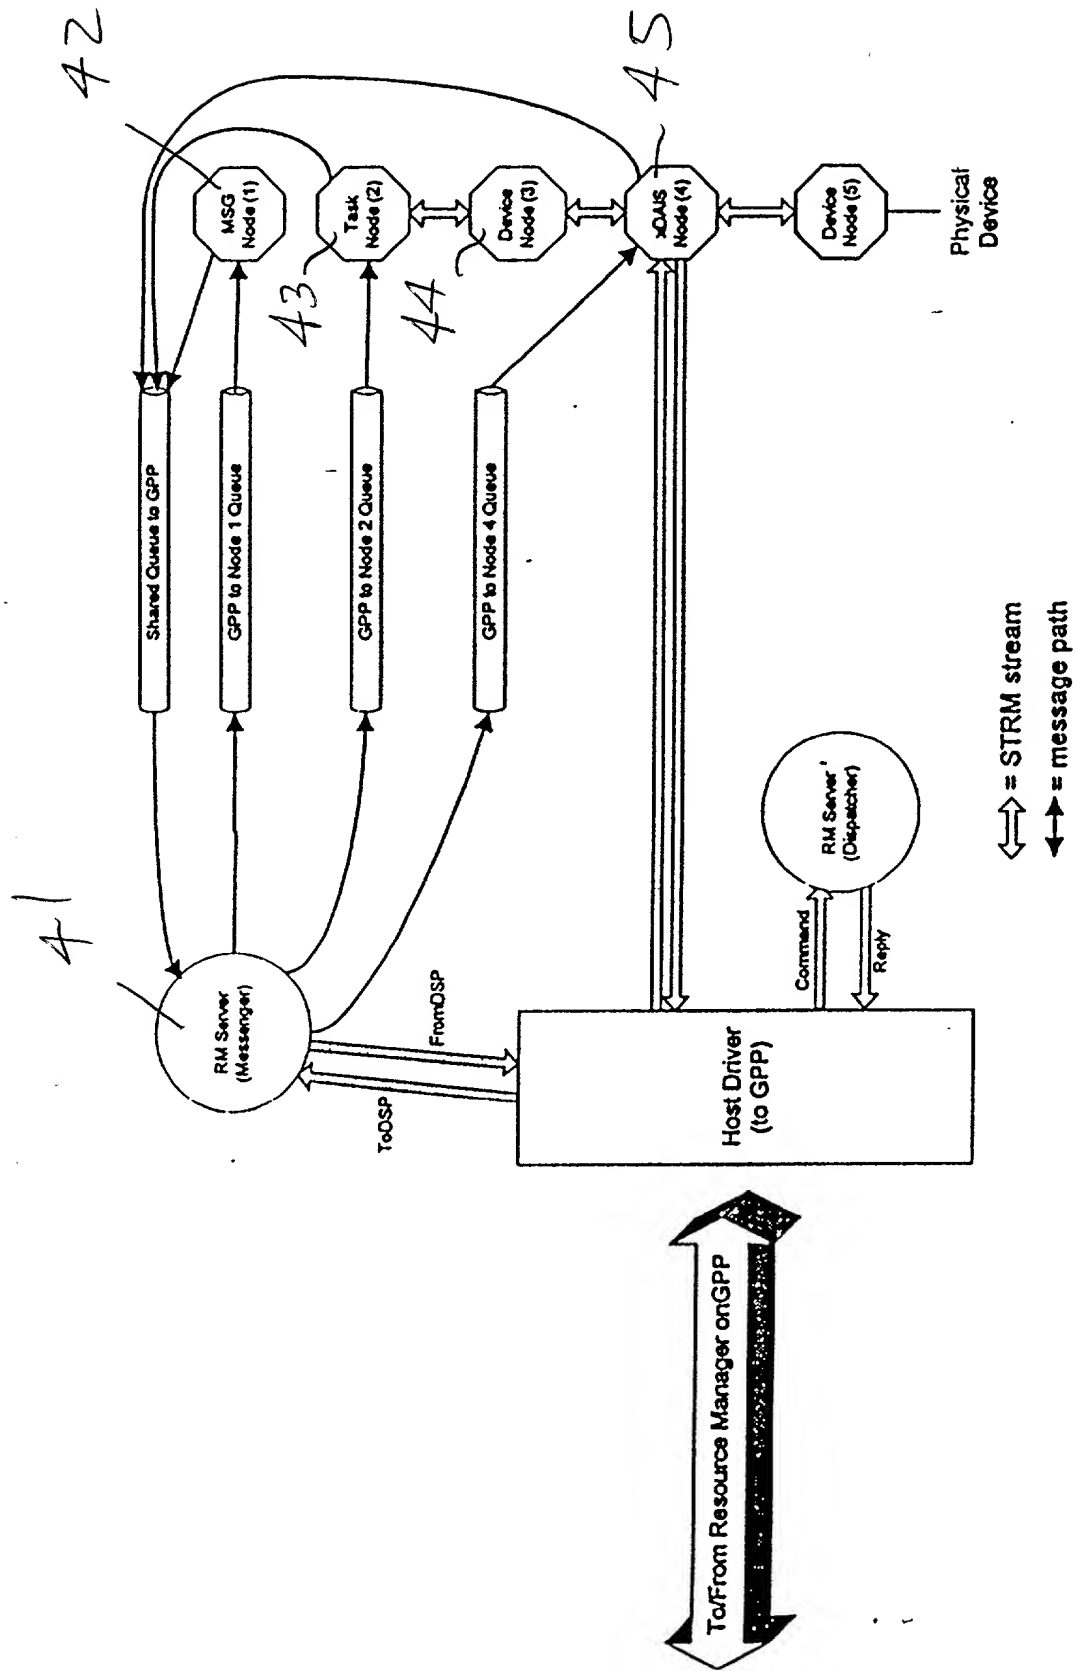 42
45
MSG
Node (1)
Task
Node (2)
Device
Node (3)
xDAIS
Node (4)
Device
Node (5)
Physical
Device
43
44
Shared Queue to GPP
GPP to Node 1 Queue
GPP to Node 2 Queue
GPP to Node 4 Queue
41
RM Server
(Messenger)
ToDSP
FromDSP
Host Driver
(to GPP)
Command
Reply
RM Server'
(Dispatcher)
= STRM stream
= message path
To/From Resource Manager onGPP